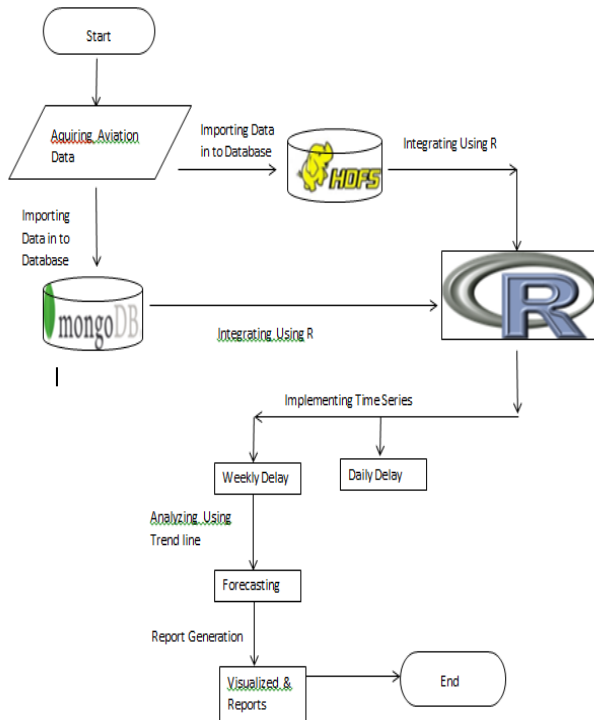 Start
Aquiring Aviation
Data
Importing Data
in to Database
HDFS
Integrating Using R
Importing
Data in to
Database
mongoDB
Integrating Using R
R
Implementing Time Series
Weekly Delay
Daily Delay
Analyzing Using
Trend line
Forecasting
Report Generation
Visualized &
Reports
End